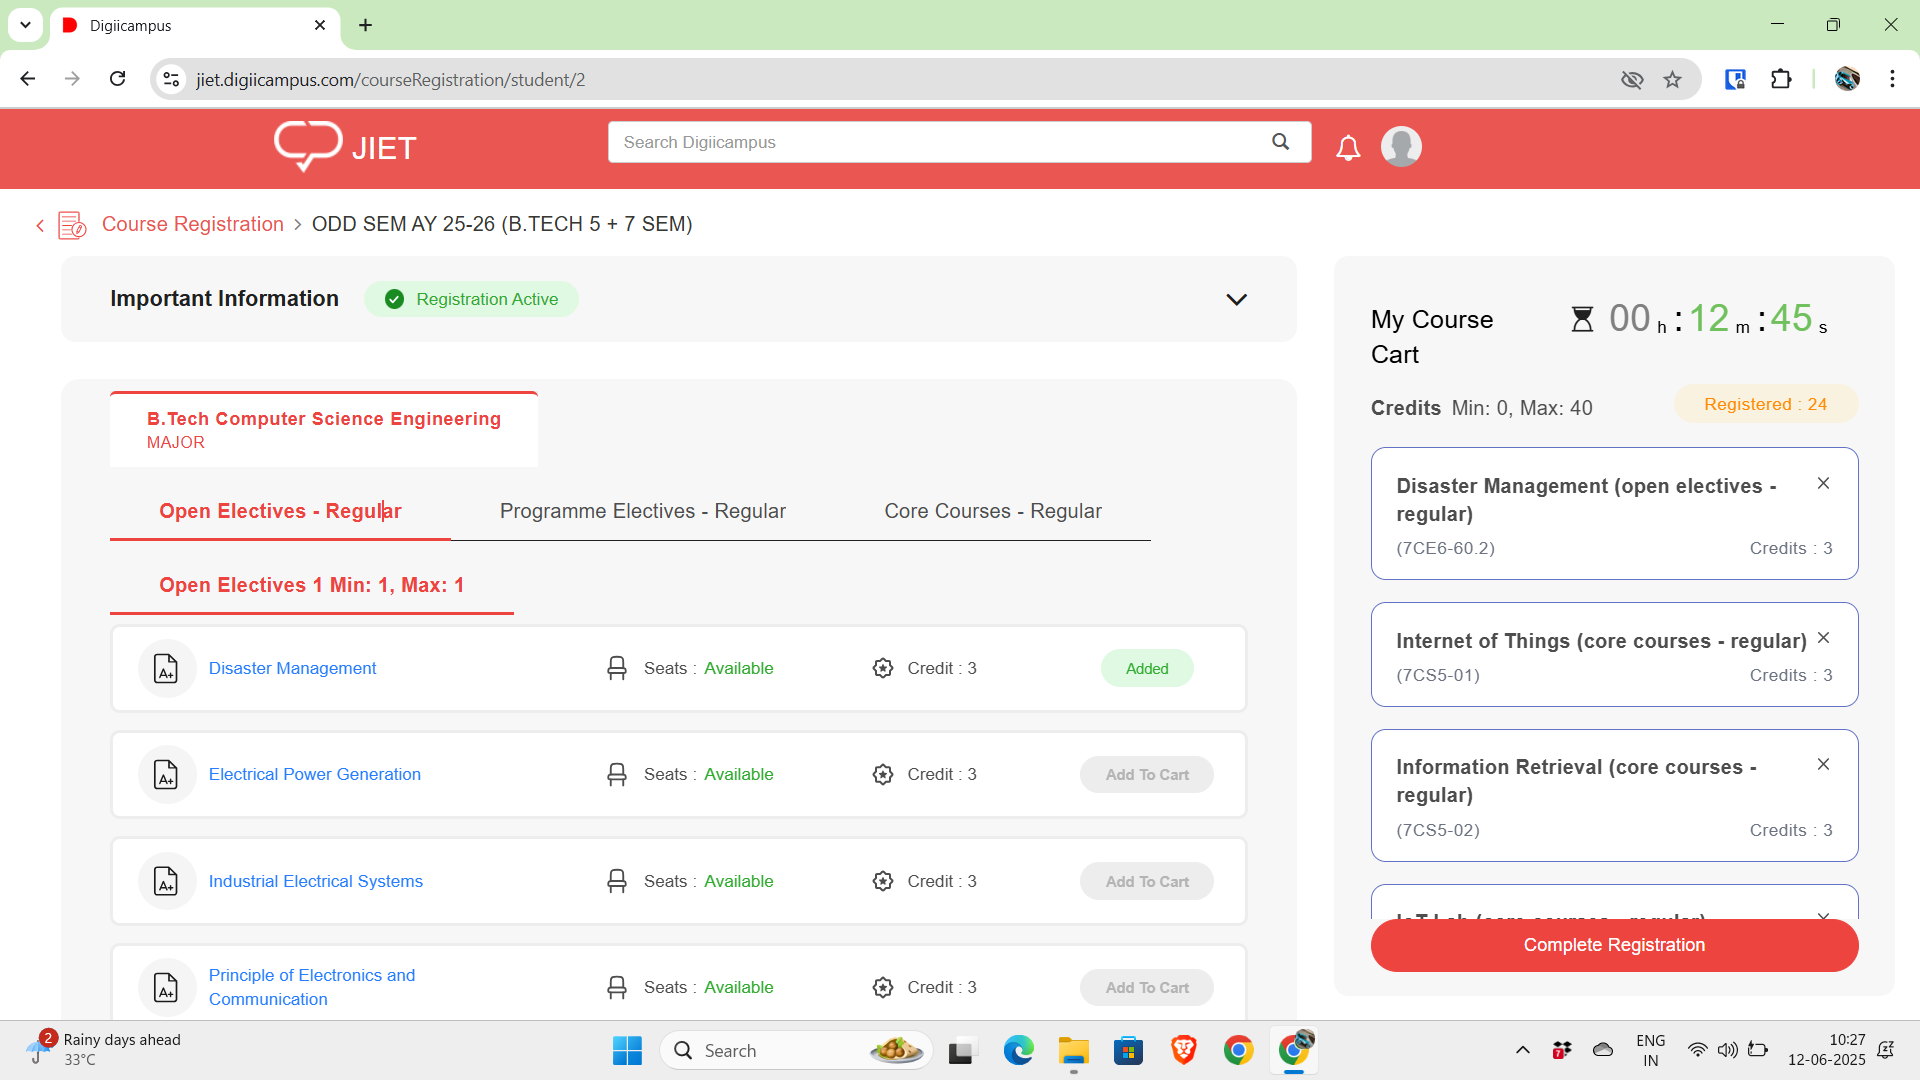 Digiicampus
jiet.digiicampus.com/courseRegistration/student/2
JIET
Search Digiicampus
Course Registration > ODD SEM AY 25-26 (B.TECH 5 + 7 SEM)
Important Information
Registration Active
B.Tech Computer Science Engineering
MAJOR
Open Electives - Regular
Programme Electives - Regular
Core Courses - Regular
Open Electives 1 Min: 1, Max: 1
A+ Disaster Management Seats : Available Credit : 3 Added
A+ Electrical Power Generation Seats : Available Credit : 3 Add To Cart
A+ Industrial Electrical Systems Seats : Available Credit : 3 Add To Cart
A+ Principle of Electronics and
Communication Seats : Available Credit : 3 Add To Cart
My Course
Cart
00 h : 12 m : 45 s
Credits Min: 0, Max: 40
Registered : 24
Disaster Management (open electives -
regular)
(7CE6-60.2) Credits : 3
Internet of Things (core courses - regular)
(7CS5-01) Credits : 3
Information Retrieval (core courses -
regular)
(7CS5-02) Credits : 3
IoT Lab (core courses - regular)
Complete Registration
2
Rainy days ahead
33°C
Search
7
ENG
IN
10:27
12-06-2025